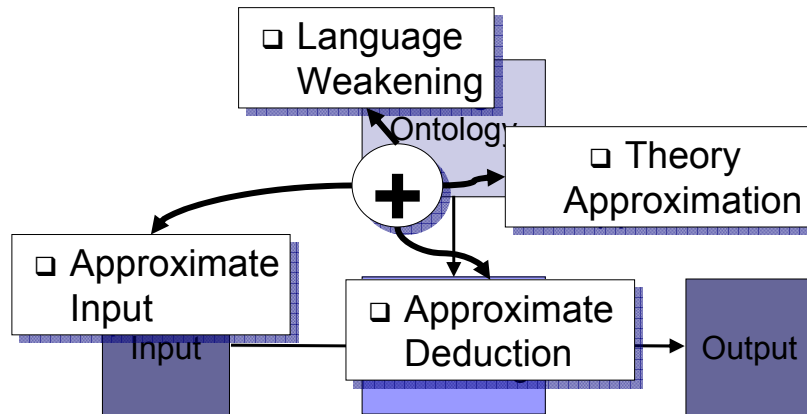 ❑ Language
Weakening
Ontology
❑ Theory
Approximation
+
❑ Approximate
Input
❑ Approximate
Deduction
Input
Output